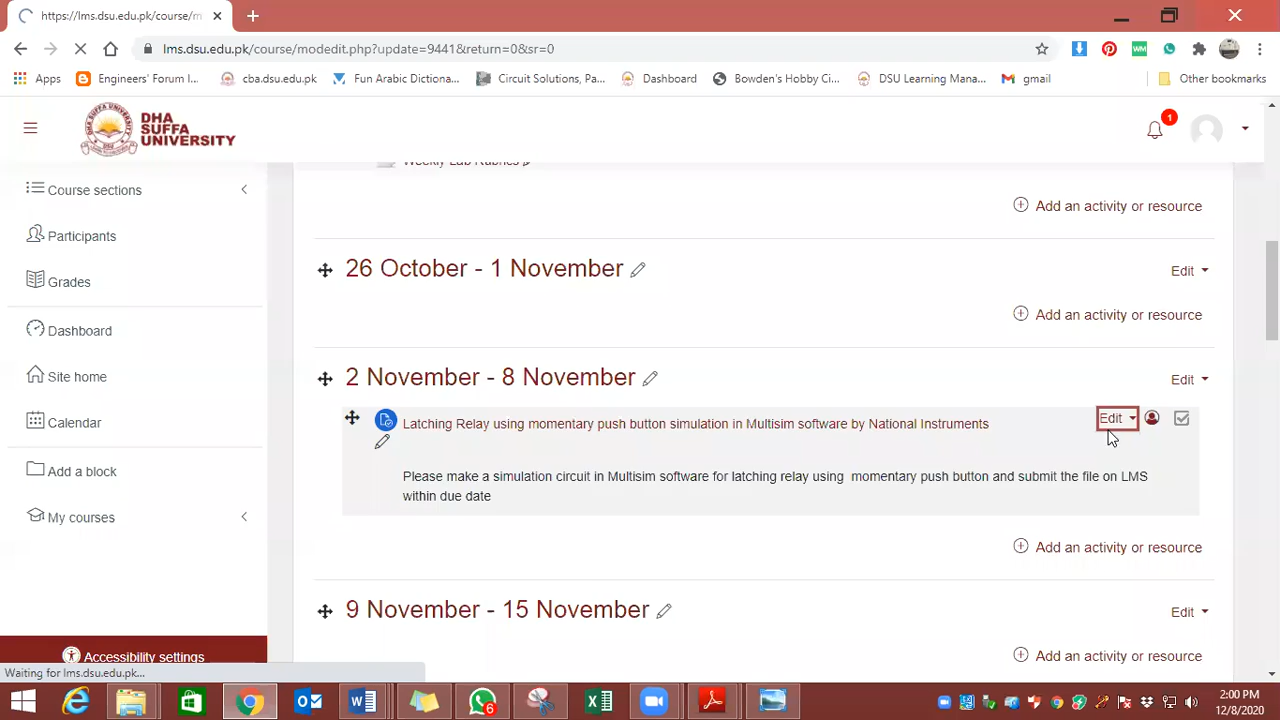 https://lms.dsu.edu.pk/course/m
lms.dsu.edu.pk/course/modedit.php?update=9441&return=0&sr=0
Apps
Engineers' Forum I...
cba.dsu.edu.pk
Fun Arabic Dictiona...
Circuit Solutions, Pa...
Dashboard
Bowden's Hobby Ci...
DSU Learning Mana...
gmail
Other bookmarks
DHA
SUFFA
UNIVERSITY
1
Course sections
Participants
Grades
Dashboard
Site home
Calendar
Add a block
My courses
Accessibility settings
Weekly Lab Rubrics
Add an activity or resource
26 October - 1 November
Edit
Add an activity or resource
2 November - 8 November
Edit
Latching Relay using momentary push button simulation in Multisim software by National Instruments
Edit
Please make a simulation circuit in Multisim software for latching relay using momentary push button and submit the file on LMS
within due date
Add an activity or resource
9 November - 15 November
Edit
Add an activity or resource
Waiting for lms.dsu.edu.pk...
6
2:00 PM
12/8/2020